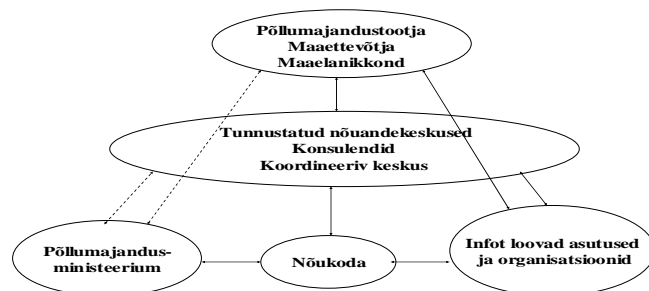 Põllumajandustootja
Maaettevõtja
Maaelanikkond
Tunnustatud nõuandekeskused
Konsulendid
Koordineeriv keskus
Põllumajandus-
ministeerium
Nõukoda
Infot loovad asutused
ja organisatsioonid